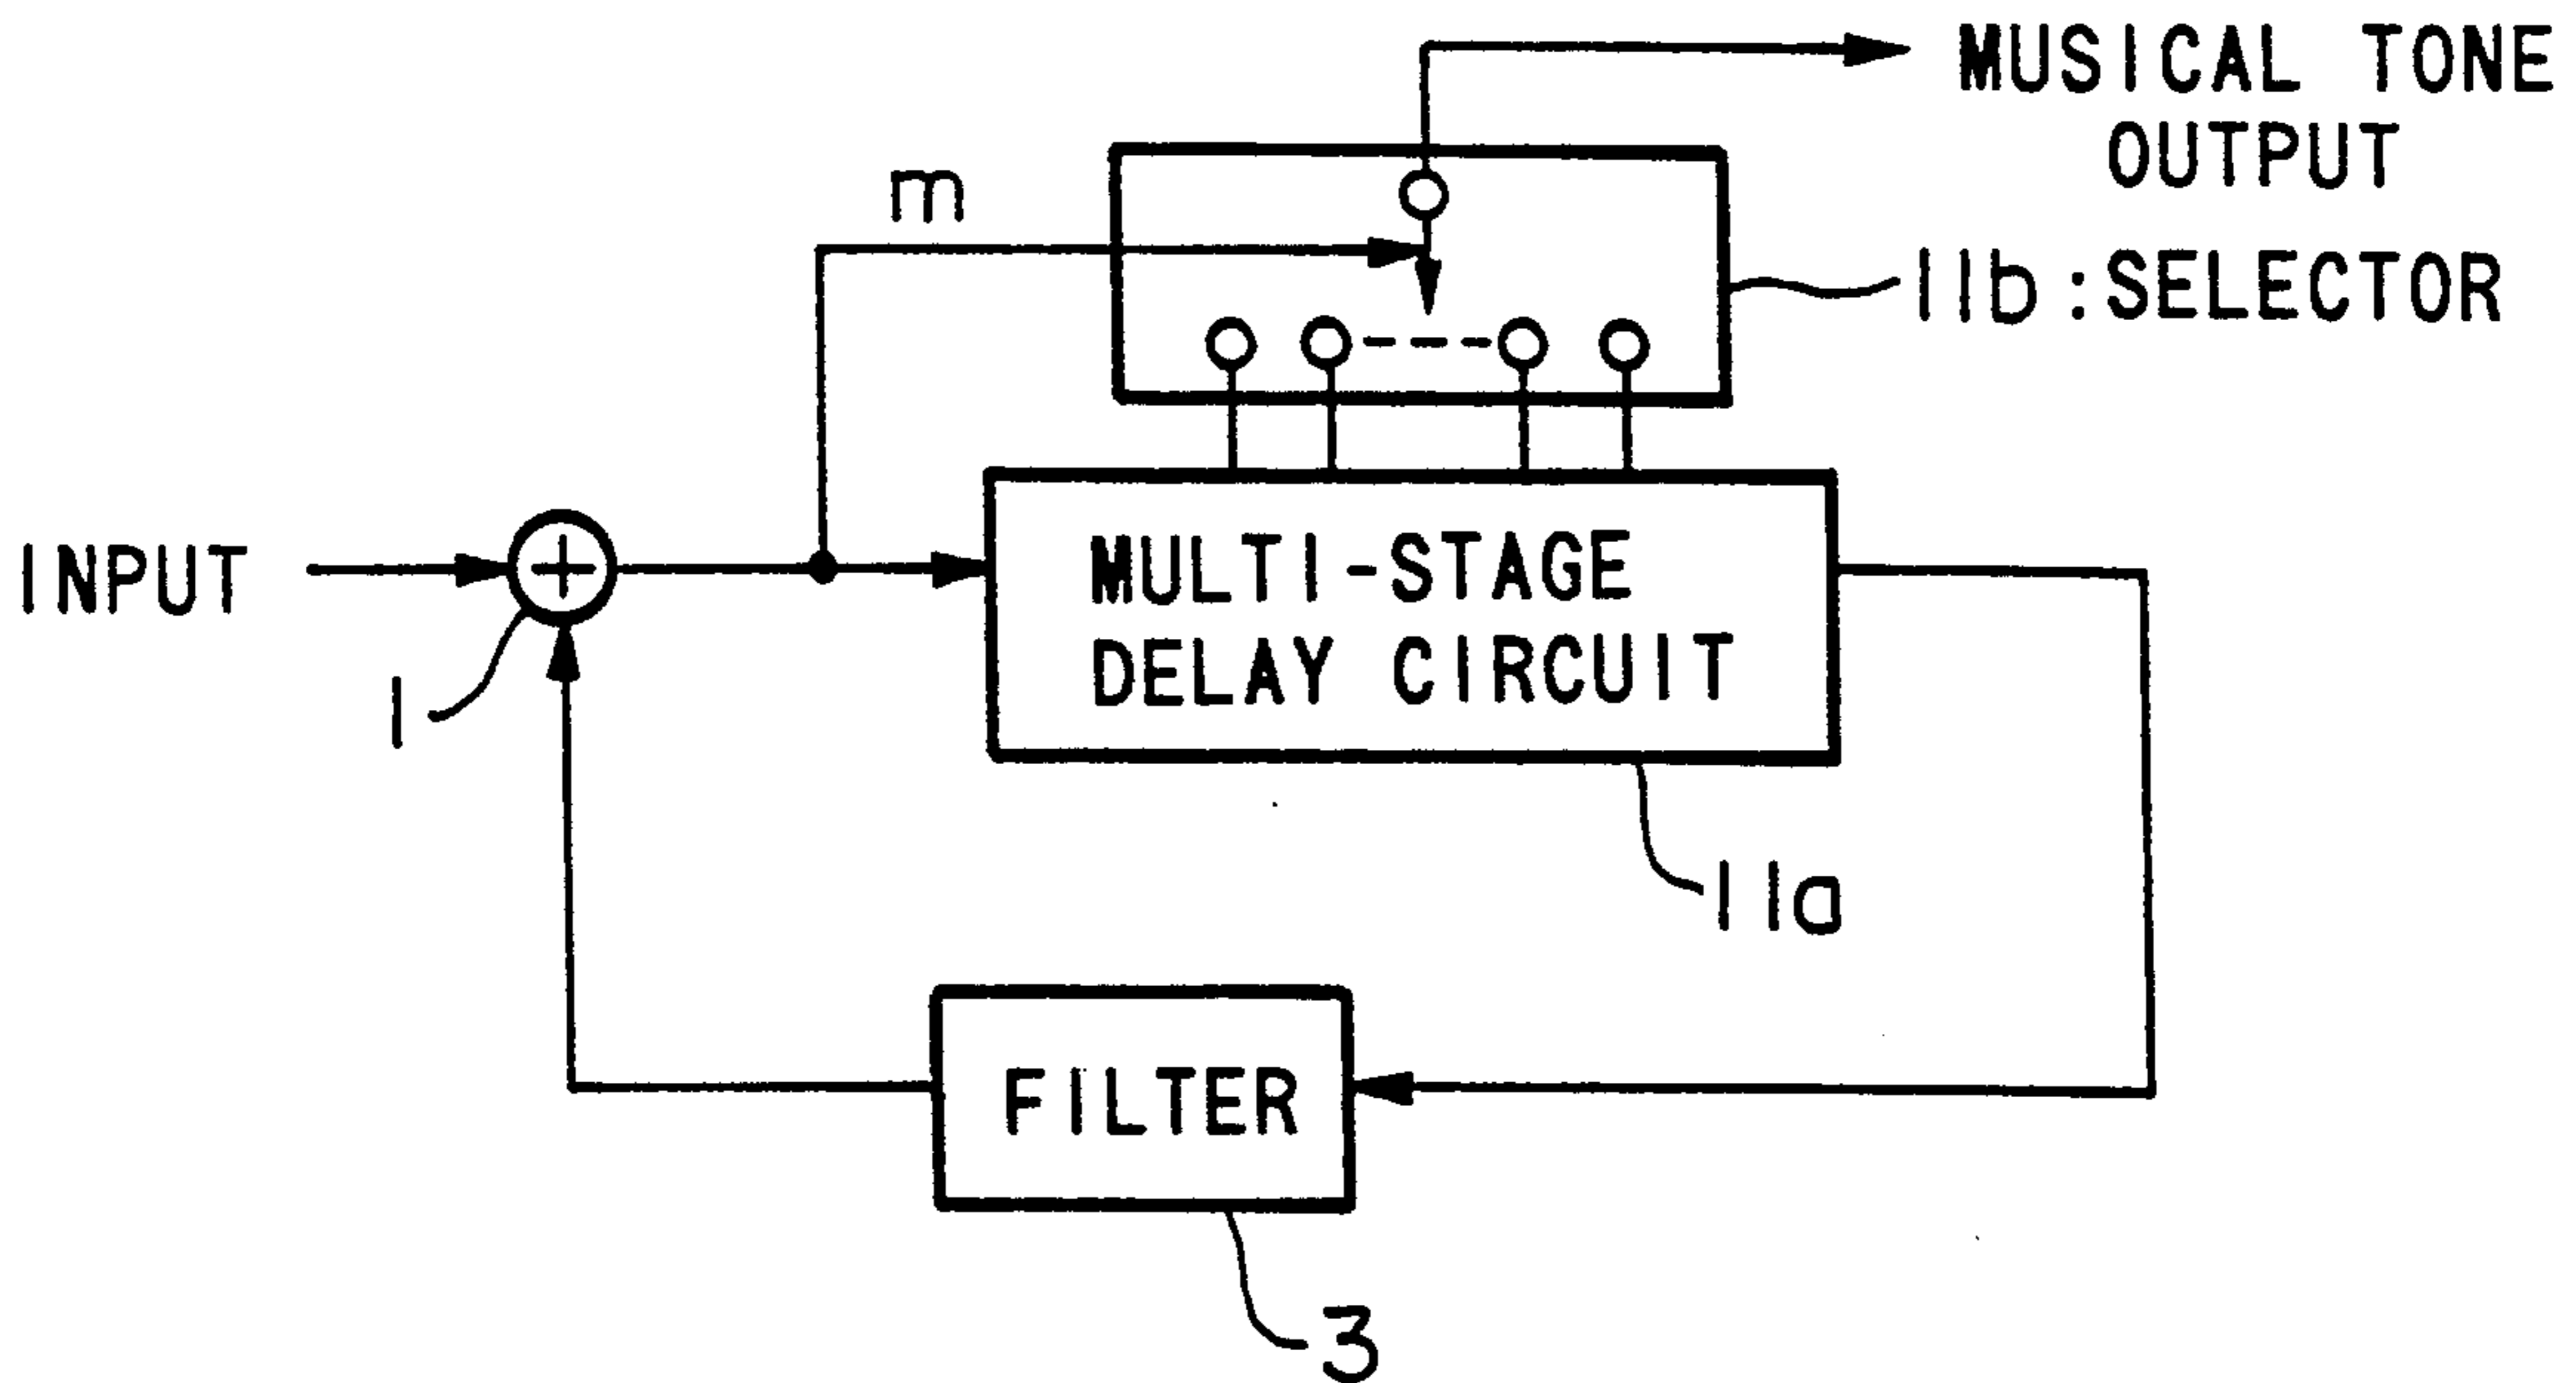 MUSICAL TONE
OUTPUT
m
11b : SELECTOR
INPUT
+
MULTI-STAGE
DELAY CIRCUIT
1
11a
FILTER
3